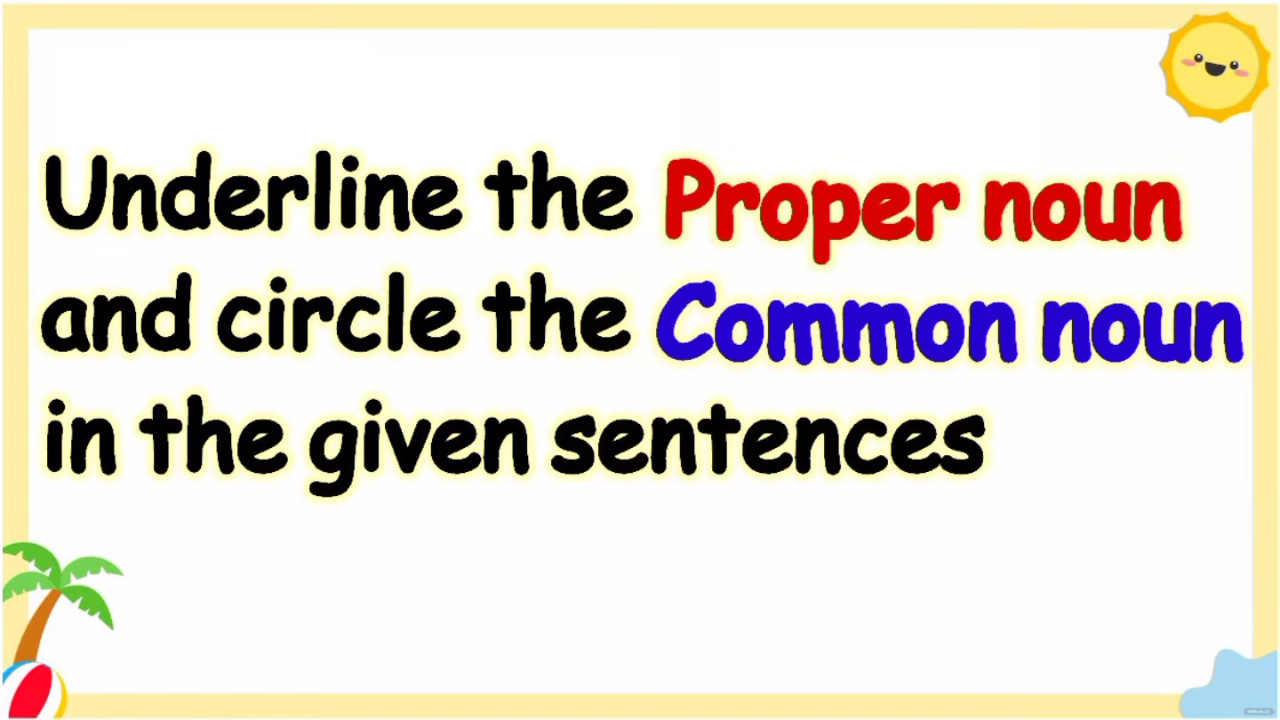 Underline the Proper noun
and circle the Common noun
in the given sentences